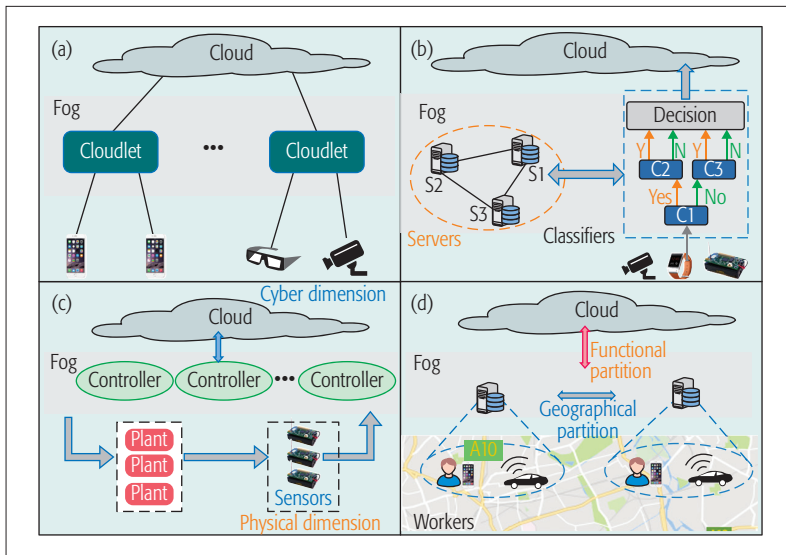 (a)
Cloud
Fog
Cloudlet ••• Cloudlet
(b)
Cloud
Fog
Decision
Y N Y N
C2 C3
Yes No
C1
S1
S2
S3
Servers
Classifiers
(c)
Cyber dimension
Cloud
Fog
Controller Controller ••• Controller
Plant
Plant
Plant
Sensors
Physical dimension
(d)
Cloud
Functional
partition
Fog
Geographical
partition
A10
Workers